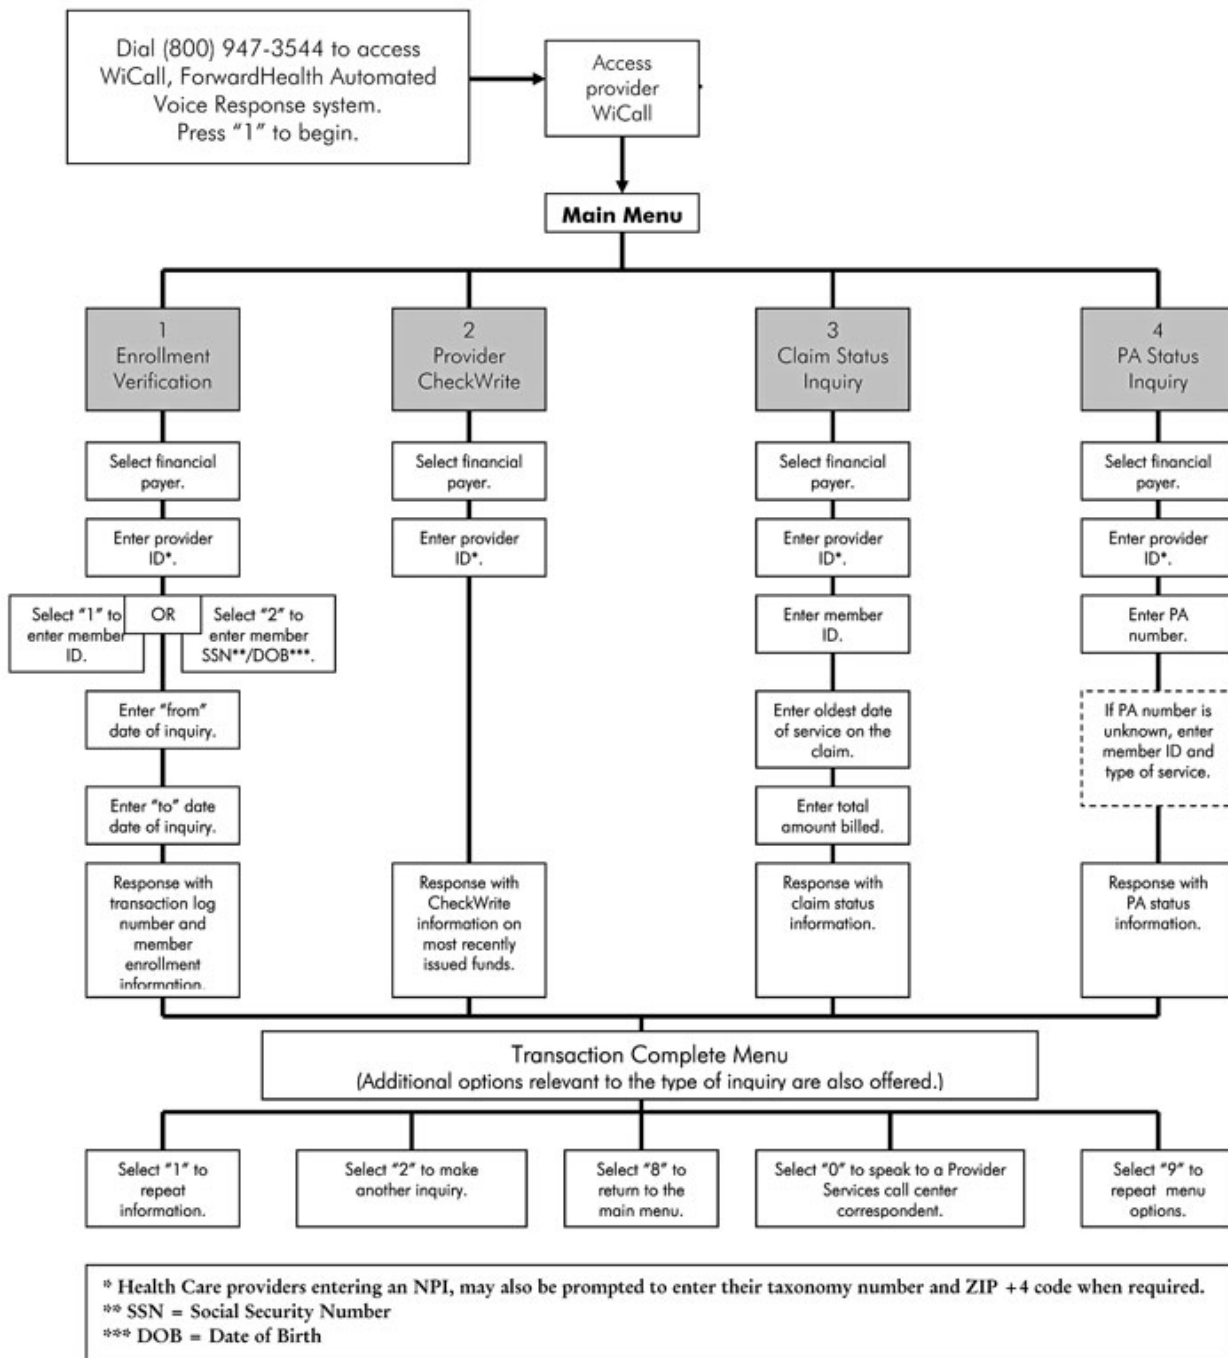 Dial (800) 947-3544 to access
WiCall, ForwardHealth Automated
Voice Response system.
Press "1" to begin.
Access
provider
WiCall
Main Menu
1
Enrollment
Verification
2
Provider
CheckWrite
3
Claim Status
Inquiry
4
PA Status
Inquiry
Select financial
payer.
Select financial
payer.
Select financial
payer.
Select financial
payer.
Enter provider
ID*.
Enter provider
ID*.
Enter provider
ID*.
Enter provider
ID*.
Select "1" to
enter member
ID.
OR
Select "2" to
enter member
SSN**/DOB***.
Enter member
ID.
Enter PA
number.
Enter "from"
date of inquiry.
Enter oldest date
of service on the
claim.
If PA number is
unknown, enter
member ID and
type of service.
Enter "to" date
date of inquiry.
Enter total
amount billed.
Response with
transaction log
number and
member
enrollment
information.
Response with
CheckWrite
information on
most recently
issued funds.
Response with
claim status
information.
Response with
PA status
information.
Transaction Complete Menu
(Additional options relevant to the type of inquiry are also offered.)
Select "1" to
repeat
information.
Select "2" to make
another inquiry.
Select "8" to
return to the
main menu.
Select "0" to speak to a Provider
Services call center
correspondent.
Select "9" to
repeat menu
options.
* Health Care providers entering an NPI, may also be prompted to enter their taxonomy number and ZIP +4 code when required.
** SSN = Social Security Number
*** DOB = Date of Birth